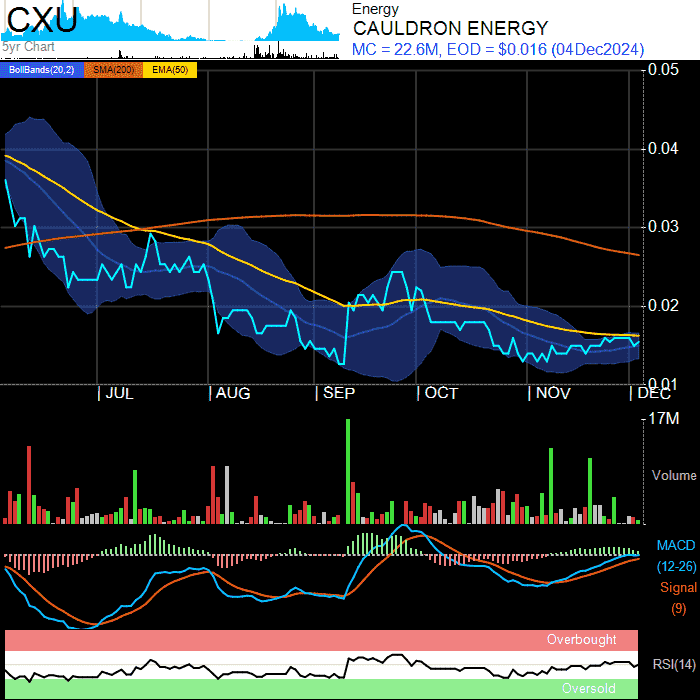 CXU
5yr Chart
Energy
CAULDRON ENERGY
MC = 22.6M, EOD = $0.016 (04Dec2024)
BollBands(20,2) SMA(200) EMA(50)
0.05
0.04
0.03
0.02
0.01
JUL AUG SEP OCT NOV DEC
17M
Volume
MACD
(12-26)
Signal
(9)
Overbought
RSI(14)
Oversold